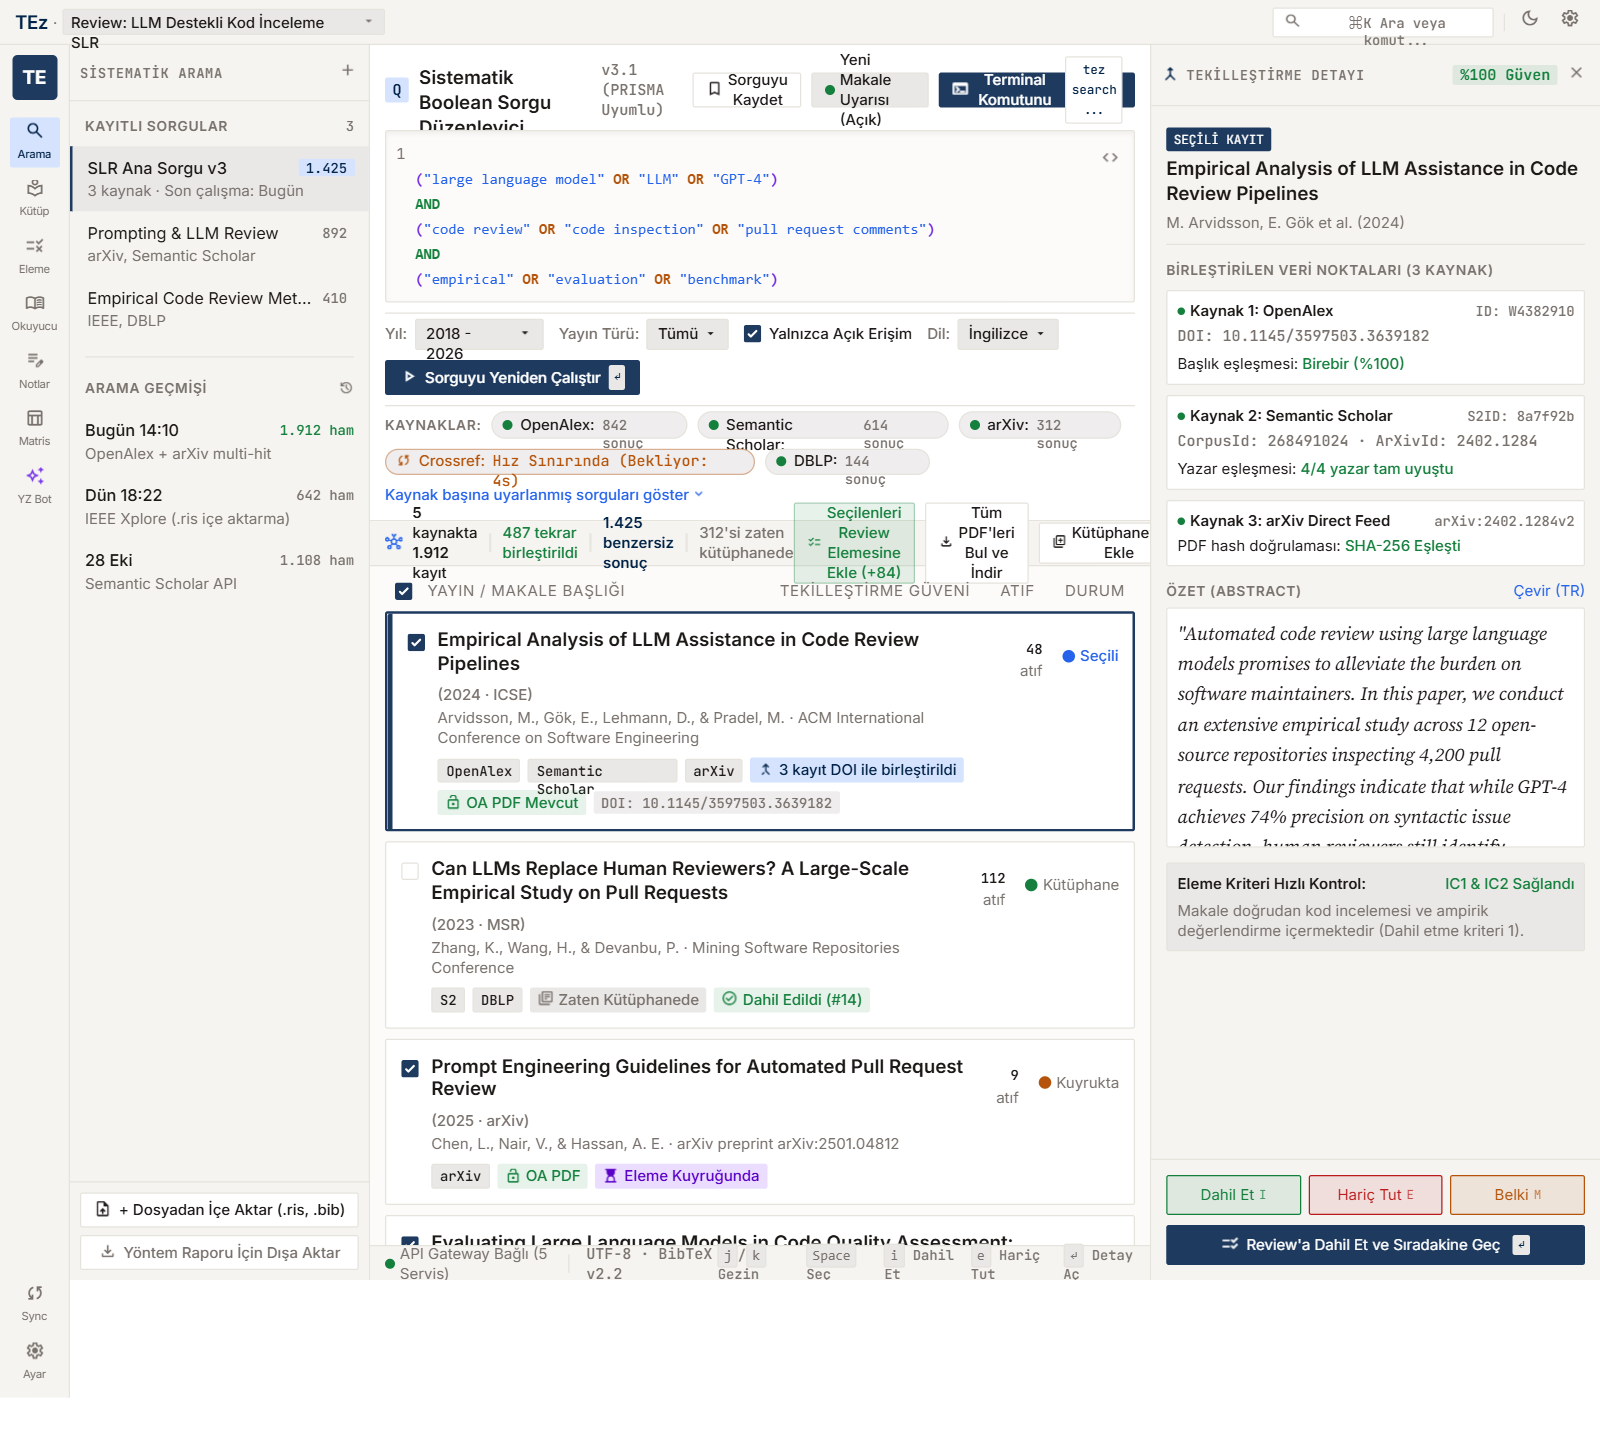 TEz · Review: LLM Destekli Kod İnceleme SLR
⌘K Ara veya komut...
TE
Arama
Kütüp
Eleme
Okuyucu
Notlar
Matris
YZ Bot
Sync
Ayar
SİSTEMATİK ARAMA +
KAYITLI SORGULAR 3
SLR Ana Sorgu v3 1.425
3 kaynak · Son çalışma: Bugün
Prompting & LLM Review 892
arXiv, Semantic Scholar
Empirical Code Review Met... 410
IEEE, DBLP
ARAMA GEÇMİŞİ
Bugün 14:10 1.912 ham
OpenAlex + arXiv multi-hit
Dün 18:22 642 ham
IEEE Xplore (.ris içe aktarma)
28 Eki 1.108 ham
Semantic Scholar API
+ Dosyadan İçe Aktar (.ris, .bib)
Yöntem Raporu İçin Dışa Aktar
Q Sistematik Boolean Sorgu Düzenleyici
v3.1 (PRISMA Uyumlu)
Sorguyu Kaydet
Yeni Makale Uyarısı (Açık)
Terminal Komutunu
tez search ...
1
("large language model" OR "LLM" OR "GPT-4")
AND
("code review" OR "code inspection" OR "pull request comments")
AND
("empirical" OR "evaluation" OR "benchmark")
Yıl: 2018 - 2026 Yayın Türü: Tümü Yalnızca Açık Erişim Dil: İngilizce
Sorguyu Yeniden Çalıştır ↵
KAYNAKLAR: OpenAlex: 842 sonuç Semantic Scholar: 614 sonuç arXiv: 312 sonuç
Crossref: Hız Sınırında (Bekliyor: 4s) DBLP: 144 sonuç
Kaynak başına uyarlanmış sorguları göster
5 kaynakta 1.912 kayıt
487 tekrar birleştirildi
1.425 benzersiz sonuç
312'si zaten kütüphanede
Seçilenleri Review Elemesine Ekle (+84)
Tüm PDF'leri Bul ve İndir
Kütüphane Ekle
YAYIN / MAKALE BAŞLIĞI TEKİLLEŞTİRME GÜVENİ ATIF DURUM
Empirical Analysis of LLM Assistance in Code Review
Pipelines
48 atıf
Seçili
(2024 · ICSE)
Arvidsson, M., Gök, E., Lehmann, D., & Pradel, M. · ACM International
Conference on Software Engineering
OpenAlex Semantic Scholar arXiv 3 kayıt DOI ile birleştirildi
OA PDF Mevcut DOI: 10.1145/3597503.3639182
Can LLMs Replace Human Reviewers? A Large-Scale
Empirical Study on Pull Requests
112 atıf
Kütüphane
(2023 · MSR)
Zhang, K., Wang, H., & Devanbu, P. · Mining Software Repositories
Conference
S2 DBLP Zaten Kütüphanede Dahil Edildi (#14)
Prompt Engineering Guidelines for Automated Pull Request
Review
9 atıf
Kuyrukta
(2025 · arXiv)
Chen, L., Nair, V., & Hassan, A. E. · arXiv preprint arXiv:2501.04812
arXiv OA PDF Eleme Kuyruğunda
Evaluating Large Language Models in Code Quality Assessment:
API Gateway Bağlı (5 Servis)
UTF-8 · BibTeX v2.2
j/k Gezin
Space Seç
i Dahil Et
e Hariç Tut
↵ Detay Aç
TEKİLLEŞTİRME DETAYI %100 Güven ×
SEÇİLİ KAYIT
Empirical Analysis of LLM Assistance in Code
Review Pipelines
M. Arvidsson, E. Gök et al. (2024)
BİRLEŞTİRİLEN VERİ NOKTALARI (3 KAYNAK)
Kaynak 1: OpenAlex ID: W4382910
DOI: 10.1145/3597503.3639182
Başlık eşleşmesi: Birebir (%100)
Kaynak 2: Semantic Scholar S2ID: 8a7f92b
CorpusId: 268491024 · ArXivId: 2402.1284
Yazar eşleşmesi: 4/4 yazar tam uyuştu
Kaynak 3: arXiv Direct Feed arXiv:2402.1284v2
PDF hash doğrulaması: SHA-256 Eşleşti
ÖZET (ABSTRACT) Çevir (TR)
"Automated code review using large language
models promises to alleviate the burden on
software maintainers. In this paper, we conduct
an extensive empirical study across 12 open-
source repositories inspecting 4,200 pull
requests. Our findings indicate that while GPT-4
achieves 74% precision on syntactic issue
detection, human reviewers still identify
Eleme Kriteri Hızlı Kontrol: IC1 & IC2 Sağlandı
Makale doğrudan kod incelemesi ve ampirik
değerlendirme içermektedir (Dahil etme kriteri 1).
Dahil Et I
Hariç Tut E
Belki M
Review'a Dahil Et ve Sıradakine Geç ↵